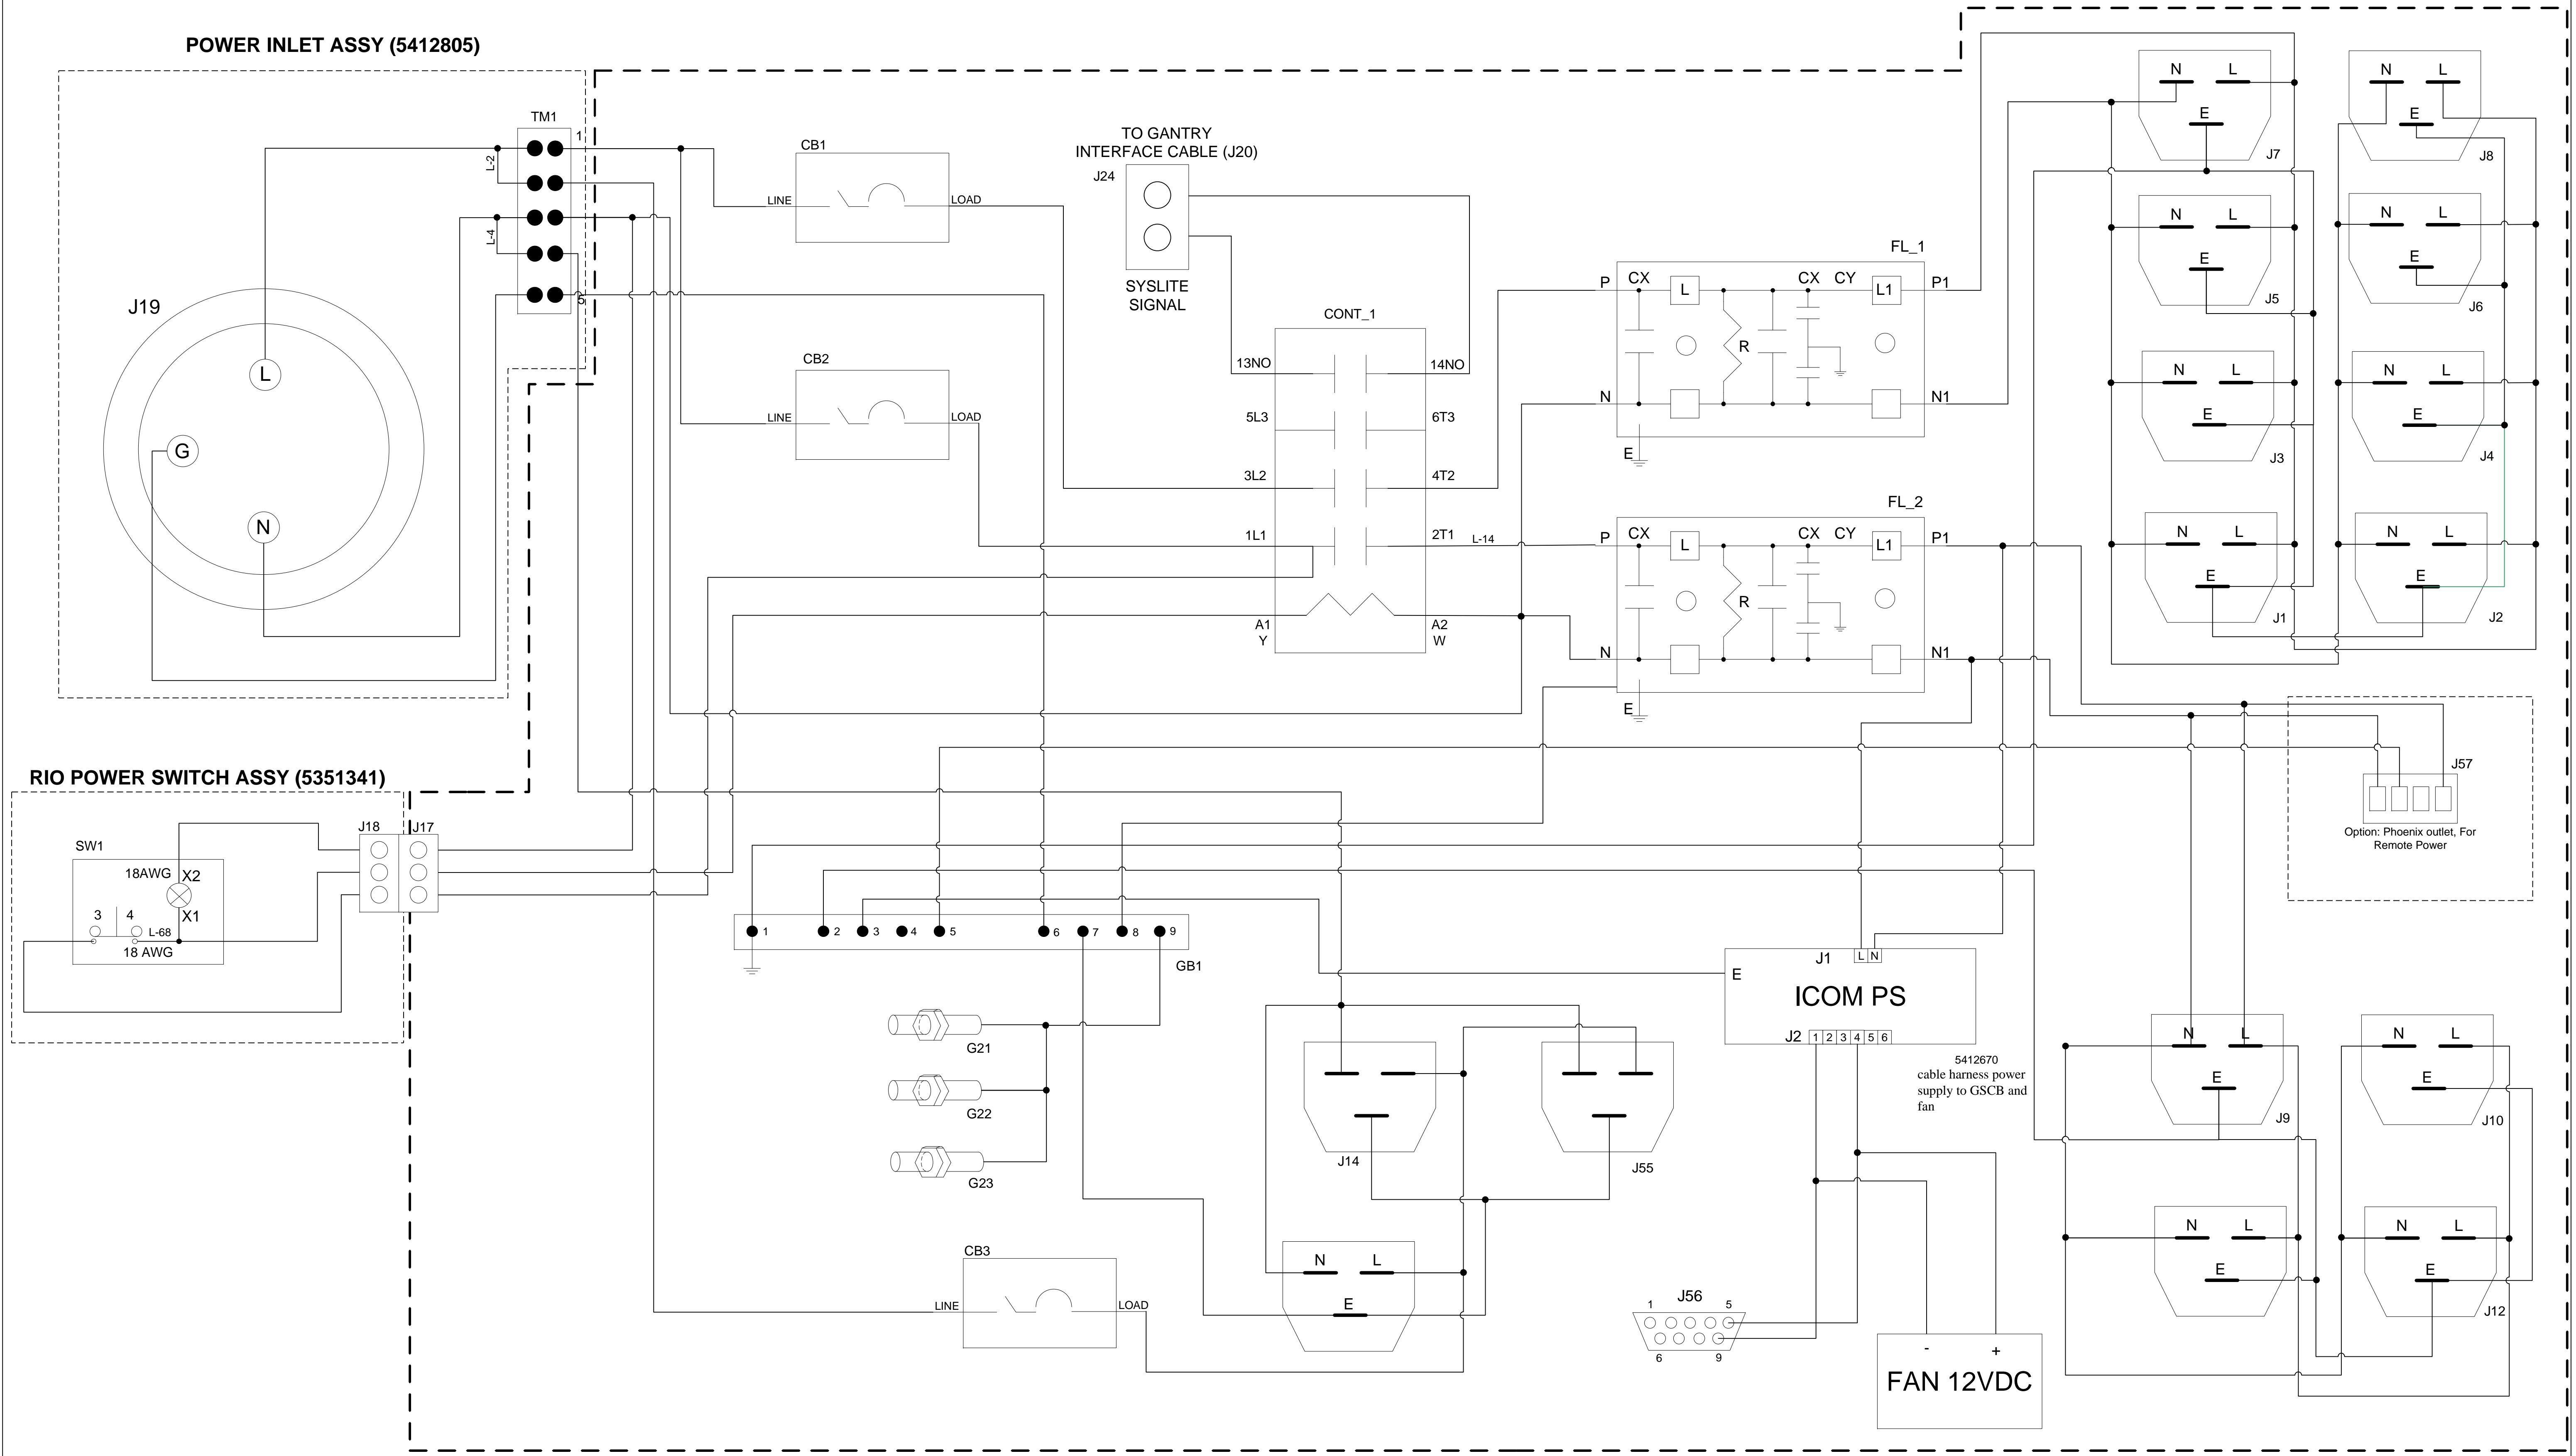 POWER INLET ASSY (5412805)
TM1
1
L-2
L-4
5
J19
L
G
N
CB1
LINE
LOAD
CB2
LINE
LOAD
TO GANTRY
INTERFACE CABLE (J20)
J24
SYSLITE
SIGNAL
CONT_1
13NO
14NO
5L3
6T3
3L2
4T2
1L1
2T1
L-14
A1
Y
A2
W
FL_1
P
CX
L
CX
CY
L1
P1
R
N
N1
E
FL_2
P
CX
L
CX
CY
L1
P1
R
N
N1
E
N
L
E
J7
N
L
E
J8
N
L
E
J5
N
L
E
J6
N
L
E
J3
N
L
E
J4
N
L
E
J1
N
L
E
J2
J57
Option: Phoenix outlet, For
Remote Power
RIO POWER SWITCH ASSY (5351341)
J18
J17
SW1
18AWG
X2
X1
3
4
L-68
18 AWG
1
2
3
4
5
6
7
8
9
GB1
G21
G22
G23
J14
J55
N
L
E
CB3
LINE
LOAD
J1
L N
E
ICOM PS
J2
1 2 3 4 5 6
5412670
cable harness power
supply to GSCB and
fan
J56
1
5
6
9
-
+
FAN 12VDC
N
L
E
J9
N
L
E
J10
N
L
E
N
L
E
J12